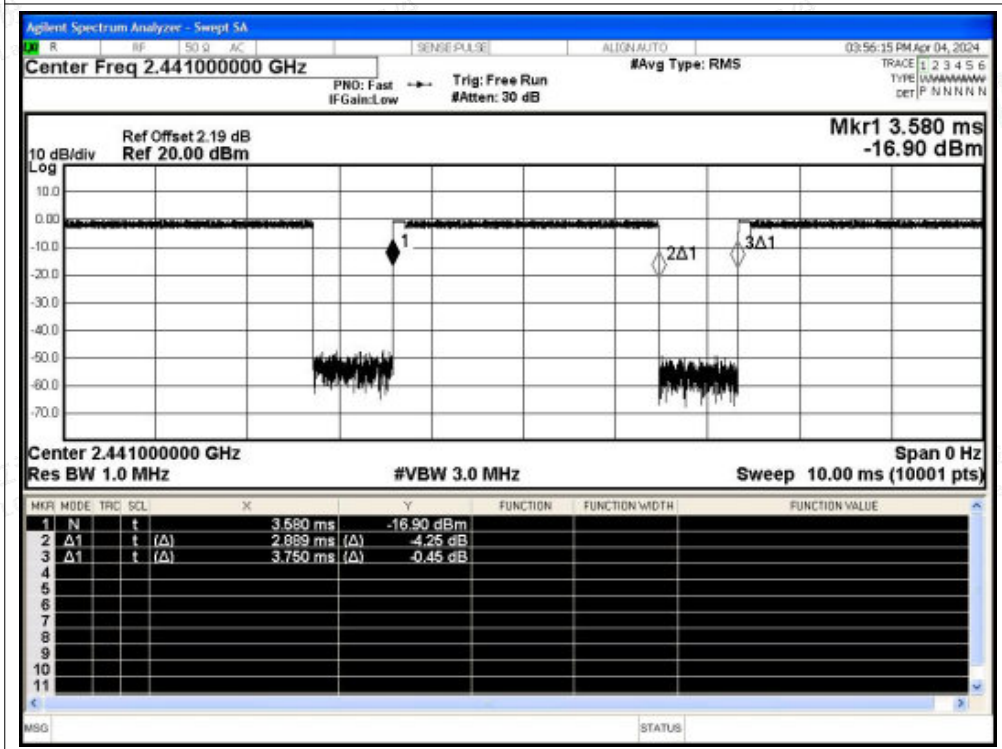 Agilent Spectrum Analyzer - Swept SA
R RF 50 Ω AC SENSE:PULSE ALIGN AUTO 03:56:15 PM Apr 04, 2024
Center Freq 2.441000000 GHz #Avg Type: RMS TRACE 1 2 3 4 5 6
PNO: Fast Trig: Free Run TYPE
IFGain:Low #Atten: 30 dB DET P N N N N N
Mkr1 3.580 ms
Ref Offset 2.19 dB
10 dB/div Ref 20.00 dBm -16.90 dBm
Log
10.0
0.00
-10.0 1 2Δ1 3Δ1
-20.0
-30.0
-40.0
-50.0
-60.0
-70.0
Center 2.441000000 GHz Span 0 Hz
Res BW 1.0 MHz #VBW 3.0 MHz Sweep 10.00 ms (10001 pts)
MKR MODE TRC SCL X Y FUNCTION FUNCTION WIDTH FUNCTION VALUE
1 N t 3.580 ms -16.90 dBm
2 Δ1 t (Δ) 2.889 ms (Δ) -4.25 dB
3 Δ1 t (Δ) 3.750 ms (Δ) -0.45 dB
4
5
6
7
8
9
10
11
MSG STATUS